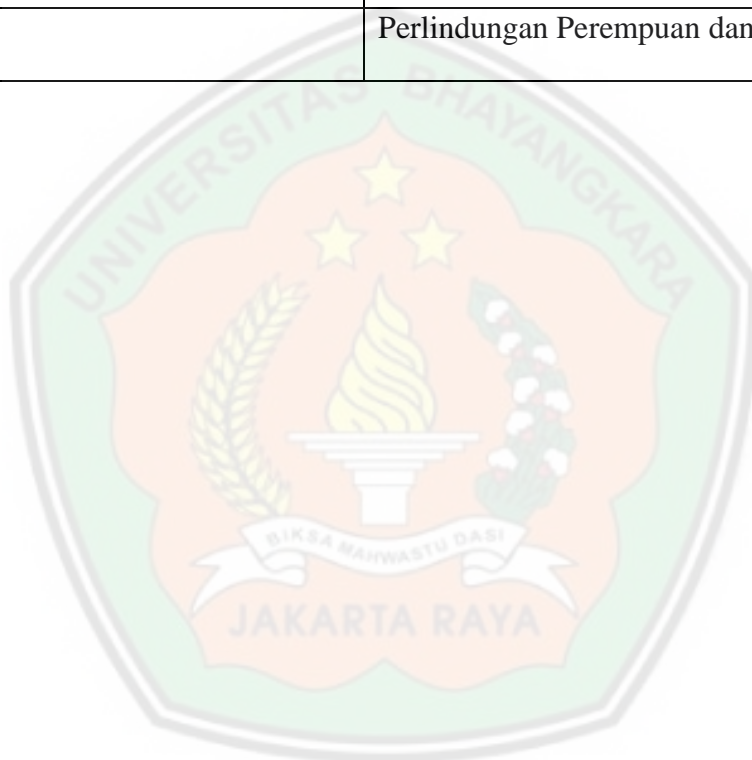 Perlindungan Perempuan dan
UNIVERSITAS BHAYANGKARA
BIKSA MAHWASTU DASI
JAKARTA RAYA